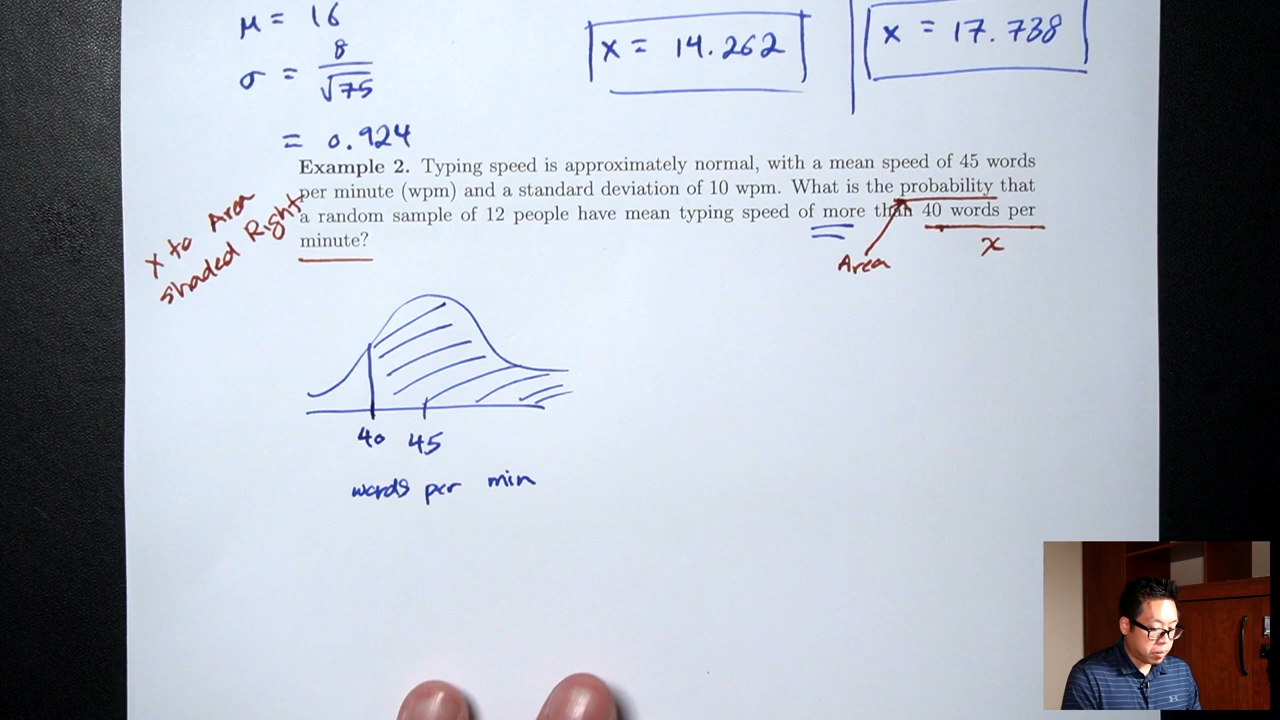 μ = 16
σ = 8/√75
= 0.924
x = 14.262
x = 17.738
Example 2. Typing speed is approximately normal, with a mean speed of 45 words
per minute (wpm) and a standard deviation of 10 wpm. What is the probability that
a random sample of 12 people have mean typing speed of more than 40 words per
minute?
x to Area
shaded Right
Area
x
40 45
words per min